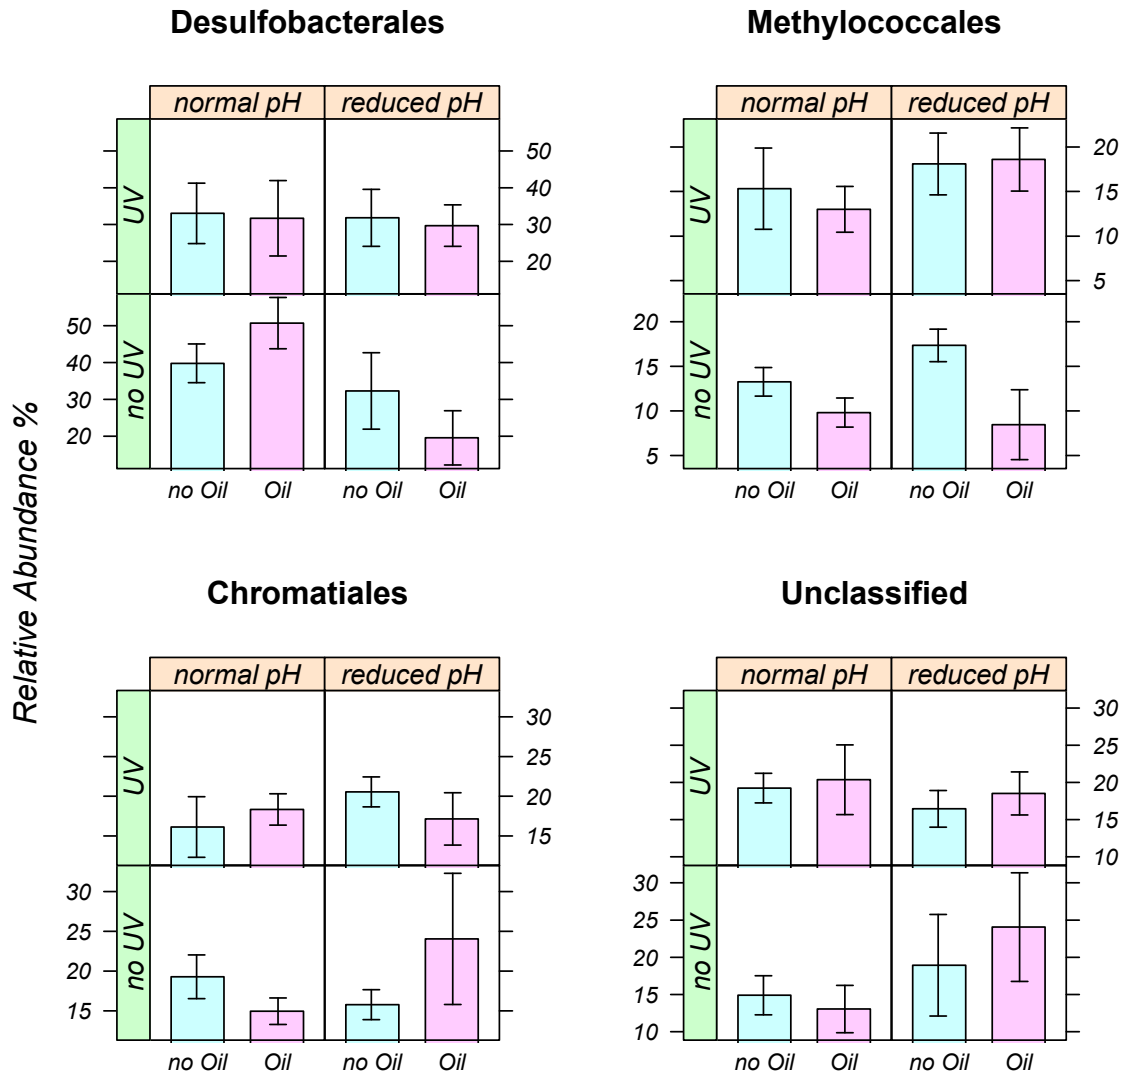 Desulfobacterales
Methylococcales
normal pH reduced pH
normal pH reduced pH
UV
50
40
30
20
UV
20
15
10
5
no UV
50
40
30
20
no UV
20
15
10
5
no Oil Oil no Oil Oil
no Oil Oil no Oil Oil
Relative Abundance %
Chromatiales
Unclassified
normal pH reduced pH
normal pH reduced pH
UV
30
25
20
15
UV
30
25
20
15
10
no UV
30
25
20
15
no UV
30
25
20
15
10
no Oil Oil no Oil Oil
no Oil Oil no Oil Oil